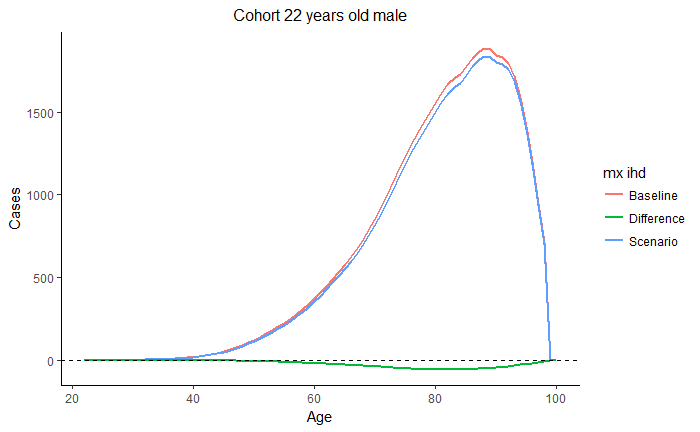 Cohort 22 years old male
1500
1000
500
0
Cases
20 40 60 80 100
Age
mx ihd
Baseline
Difference
Scenario